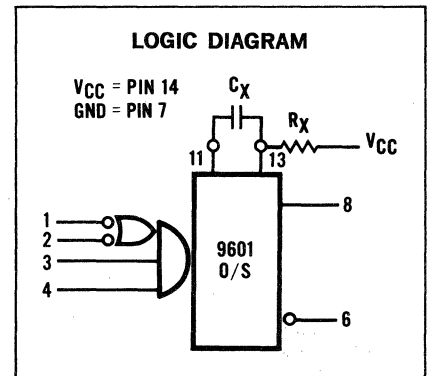 LOGIC DIAGRAM
VCC = PIN 14
GND = PIN 7
CX
RX
VCC
11
13
1
2
3
4
9601
O/S
8
6